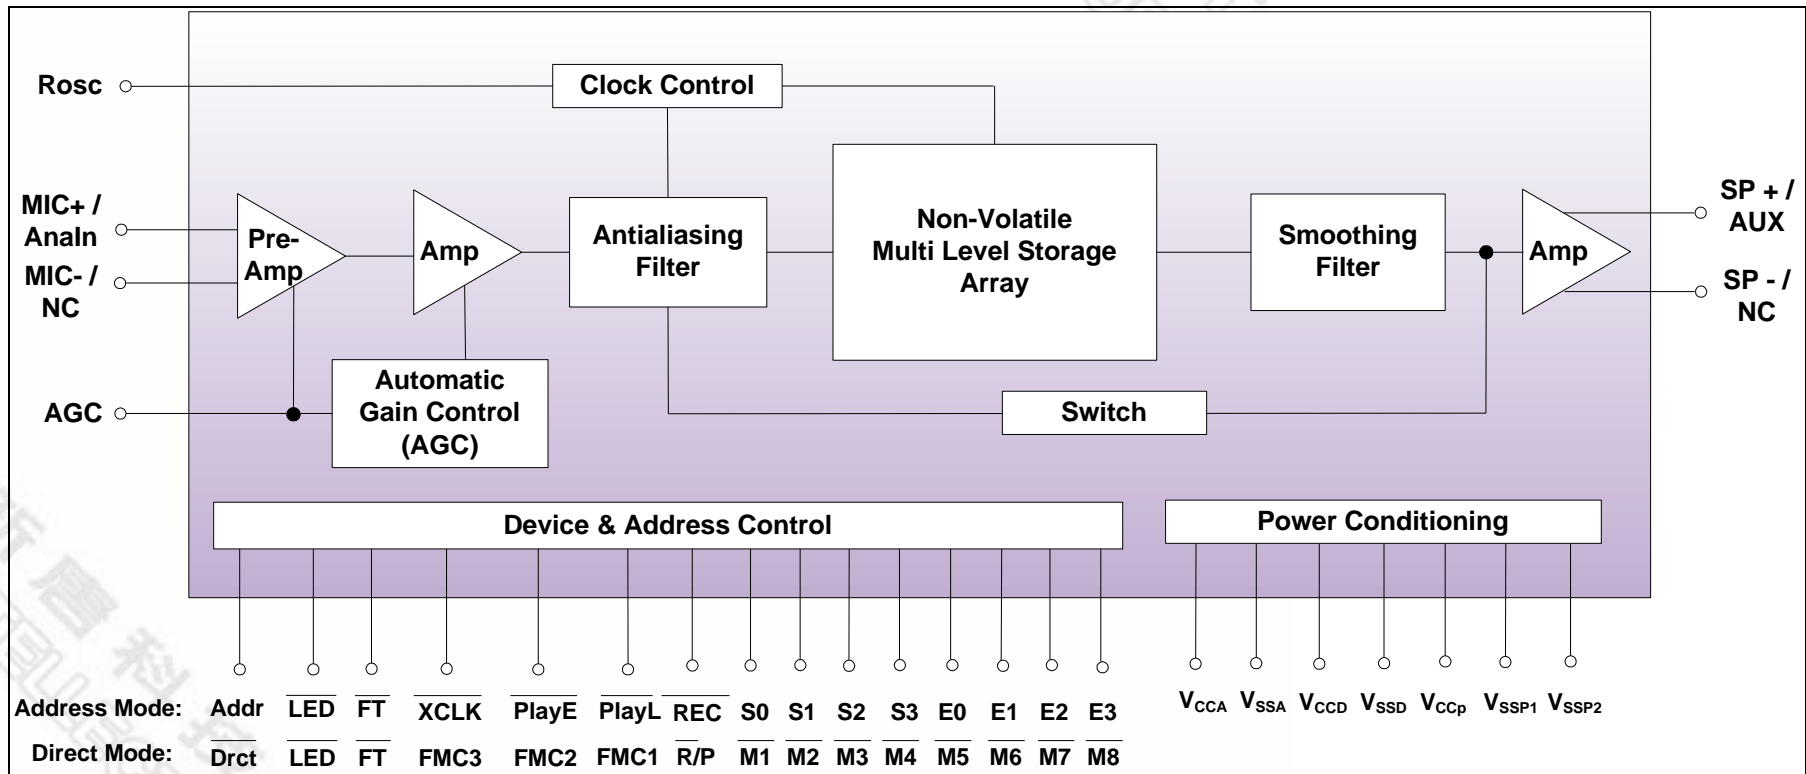 Rosc
Clock Control
MIC+ /
AnaIn
MIC- /
NC
Pre-
Amp
Amp
Antialiasing
Filter
Non-Volatile
Multi Level Storage
Array
Smoothing
Filter
Amp
SP + /
AUX
SP - /
NC
AGC
Automatic
Gain Control
(AGC)
Switch
Device & Address Control
Power Conditioning
Address Mode: Addr LED FT XCLK PlayE PlayL REC S0 S1 S2 S3 E0 E1 E2 E3
VCCA VSSA VCCD VSSD VCCp VSSP1 VSSP2
Direct Mode: Drct LED FT FMC3 FMC2 FMC1 R/P M1 M2 M3 M4 M5 M6 M7 M8